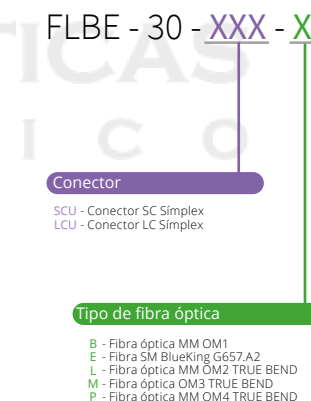 FLBE - 30 - XXX - X
TICAS
I C O
Conector
SCU - Conector SC Símplex
LCU - Conector LC Símplex
Tipo de fibra óptica
B - Fibra óptica MM OM1
E - Fibra SM BlueKing G657.A2
L - Fibra óptica MM OM2 TRUE BEND
M - Fibra óptica OM3 TRUE BEND
P - Fibra óptica MM OM4 TRUE BEND